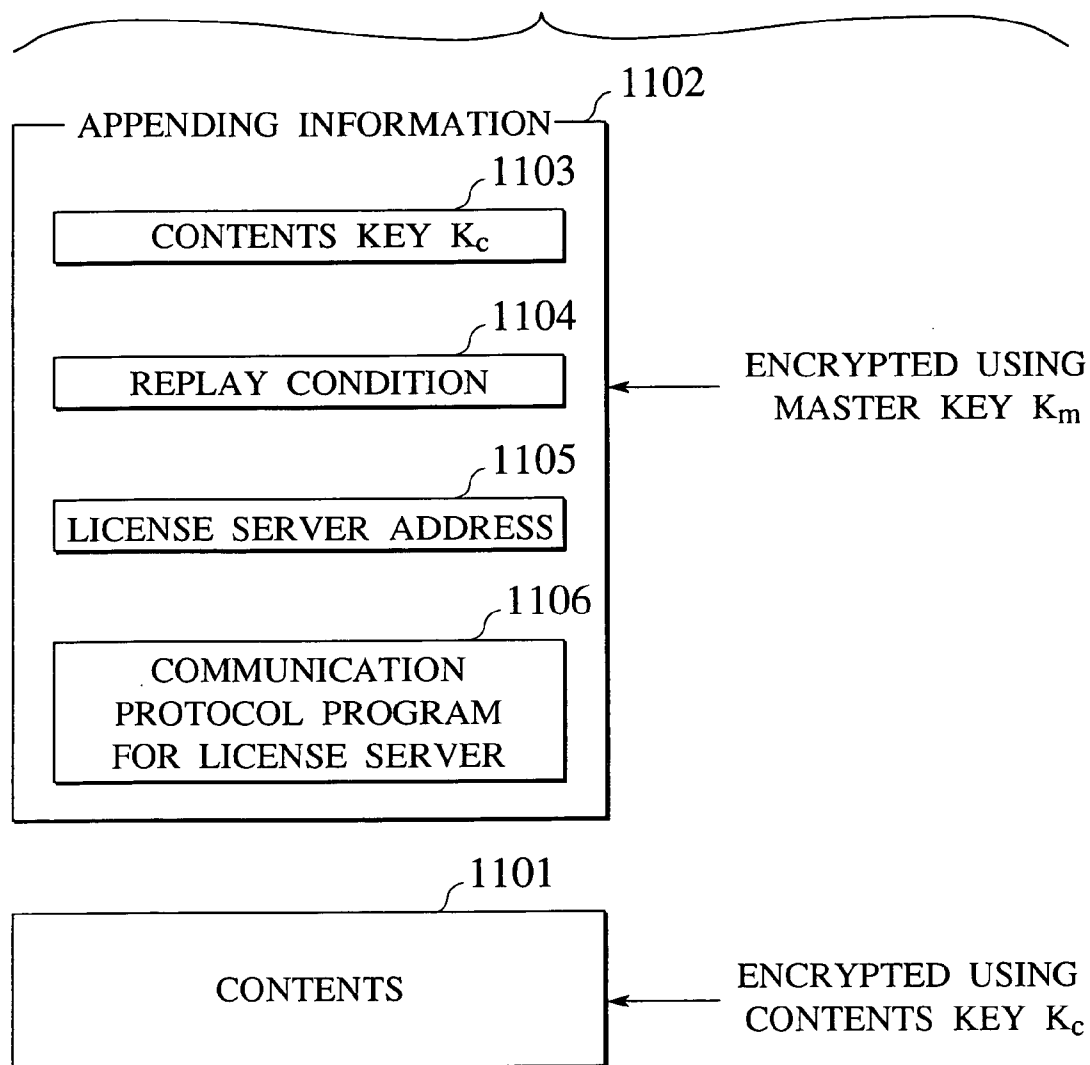 1102
APPENDING INFORMATION
1103
CONTENTS KEY Kc
1104
REPLAY CONDITION
ENCRYPTED USING
MASTER KEY Km
1105
LICENSE SERVER ADDRESS
1106
COMMUNICATION
PROTOCOL PROGRAM
FOR LICENSE SERVER
1101
CONTENTS
ENCRYPTED USING
CONTENTS KEY Kc